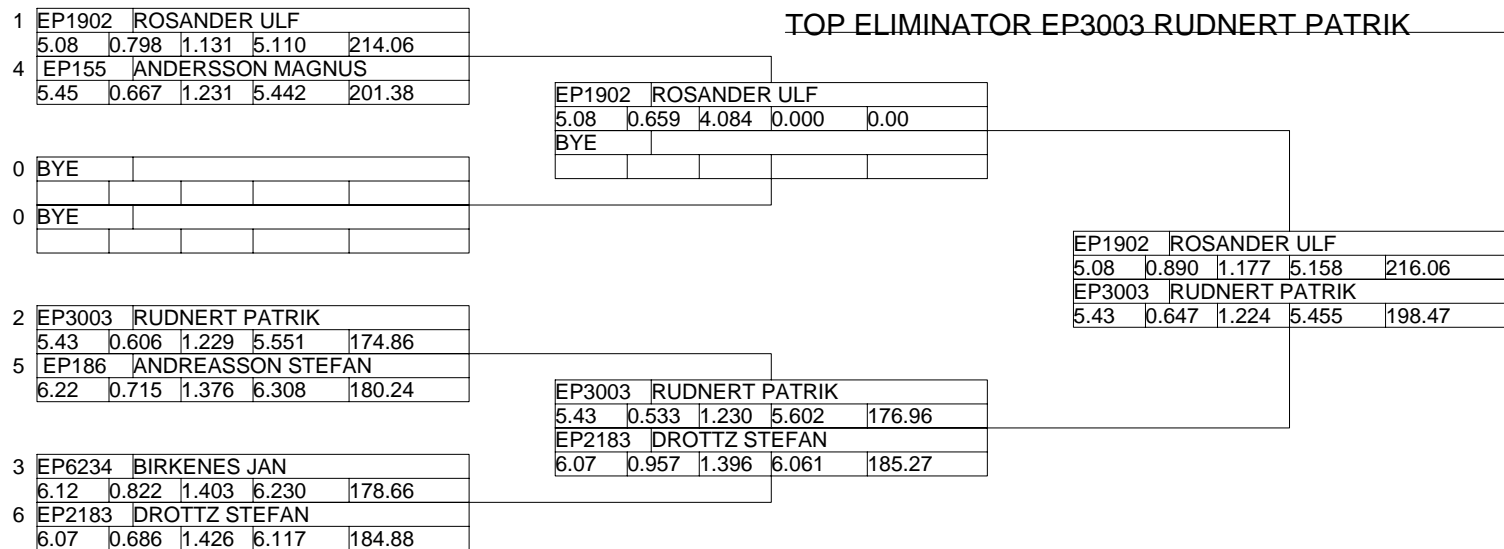 TOP ELIMINATOR EP3003 RUDNERT PATRIK
1 EP1902 ROSANDER ULF
5.08 0.798 1.131 5.110 214.06
4 EP155 ANDERSSON MAGNUS
5.45 0.667 1.231 5.442 201.38
0 BYE
0 BYE
2 EP3003 RUDNERT PATRIK
5.43 0.606 1.229 5.551 174.86
5 EP186 ANDREASSON STEFAN
6.22 0.715 1.376 6.308 180.24
3 EP6234 BIRKENES JAN
6.12 0.822 1.403 6.230 178.66
6 EP2183 DROTTZ STEFAN
6.07 0.686 1.426 6.117 184.88
EP1902 ROSANDER ULF
5.08 0.659 4.084 0.000 0.00
BYE
EP3003 RUDNERT PATRIK
5.43 0.533 1.230 5.602 176.96
EP2183 DROTTZ STEFAN
6.07 0.957 1.396 6.061 185.27
EP1902 ROSANDER ULF
5.08 0.890 1.177 5.158 216.06
EP3003 RUDNERT PATRIK
5.43 0.647 1.224 5.455 198.47